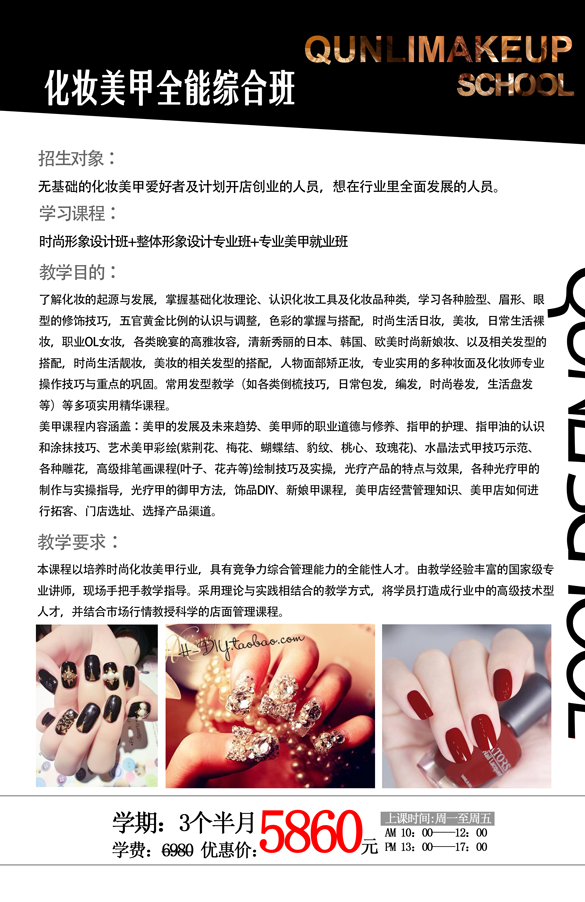 QUNLIMAKEUP
SCHOOL
化妆美甲全能综合班
招生对象：
无基础的化妆美甲爱好者及计划开店创业的人员，想在行业里全面发展的人员。
学习课程：
时尚形象设计班+整体形象设计专业班+专业美甲就业班
教学目的：
了解化妆的起源与发展，掌握基础化妆理论、认识化妆工具及化妆品种类，学习各种脸型、眉形、眼
型的修饰技巧，五官黄金比例的认识与调整，色彩的掌握与搭配，时尚生活日妆，美妆，日常生活裸
妆，职业OL女妆，各类晚宴的高雅妆容，清新秀丽的日本、韩国、欧美时尚新娘妆、以及相关发型的
搭配，时尚生活靓妆，美妆的相关发型的搭配，人物面部矫正妆，专业实用的多种妆面及化妆师专业
操作技巧与重点的巩固。常用发型教学（如各类倒梳技巧，日常包发，编发，时尚卷发，生活盘发
等）等多项实用精华课程。
美甲课程内容涵盖：美甲的发展及未来趋势、美甲师的职业道德与修养、指甲的护理、指甲油的认识
和涂抹技巧、艺术美甲彩绘(紫荆花、梅花、蝴蝶结、豹纹、桃心、玫瑰花)、水晶法式甲技巧示范、
各种雕花，高级排笔画课程(叶子、花卉等)绘制技巧及实操，光疗产品的特点与效果，各种光疗甲的
制作与实操指导，光疗甲的卸甲方法，饰品DIY、新娘甲课程，美甲店经营管理知识、美甲店如何进
行拓客、门店选址、选择产品渠道。
教学要求：
本课程以培养时尚化妆美甲行业，具有竞争力综合管理能力的全能性人才。由教学经验丰富的国家级专
业讲师，现场手把手教学指导。采用理论与实践相结合的教学方式，将学员打造成行业中的高级技术型
人才，并结合市场行情教授科学的店面管理课程。
DIY.taobao.com
学期：3个半月
学费：6980 优惠价：5860元
上课时间:周一至周五
AM 10：00——12：00
PM 13：00——17：00